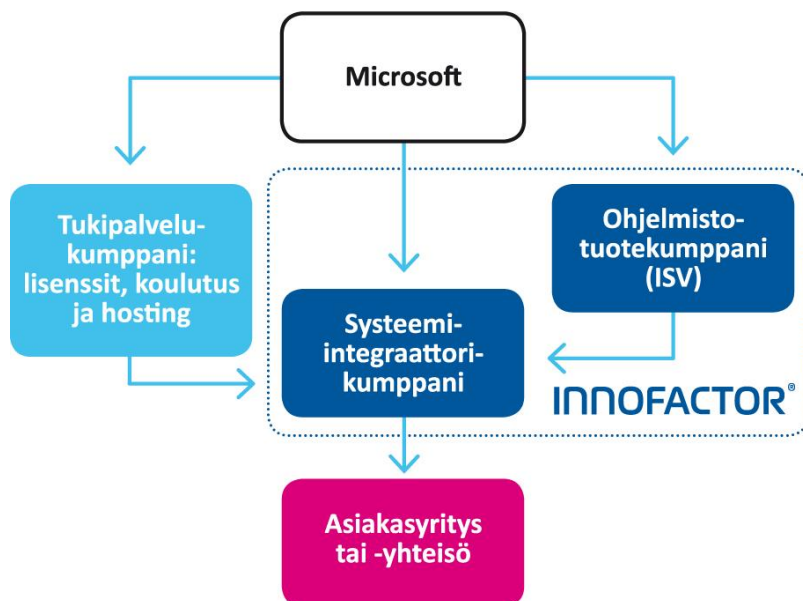 Microsoft
Tukipalvelu-
kumppani:
lisenssit, koulutus
ja hosting
Ohjelmisto-
tuotekumppani
(ISV)
Systeemi-
integraattori-
kumppani
INNOFACTOR®
Asiakasyritys
tai -yhteisö